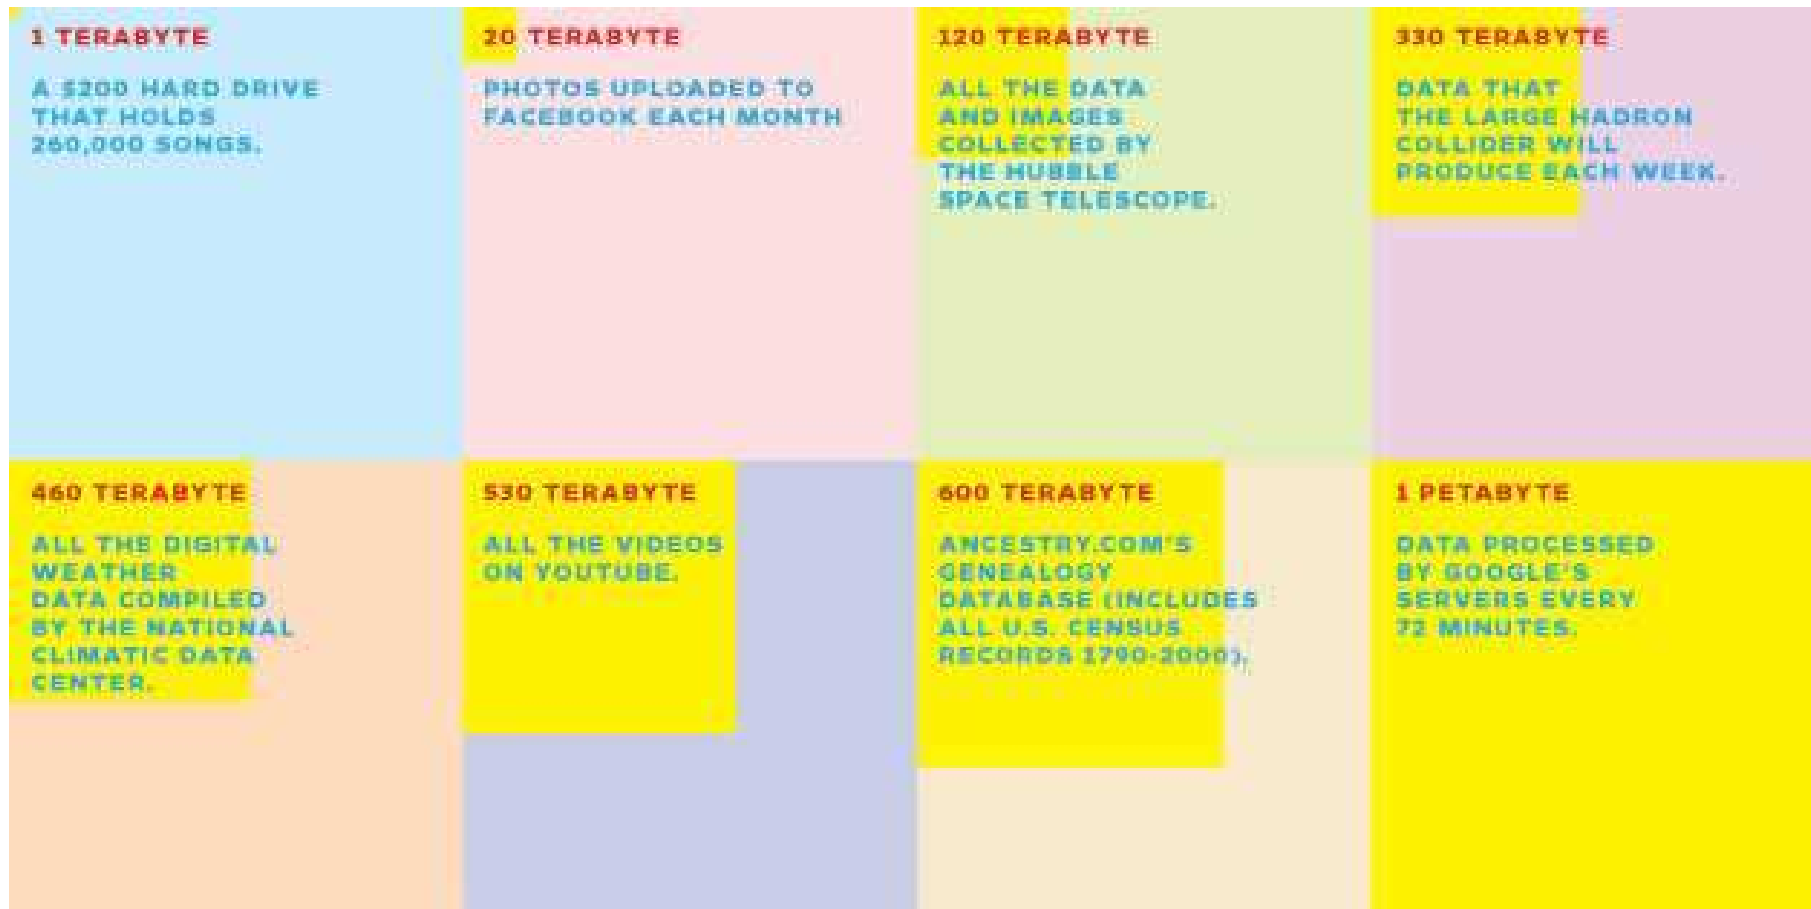 1 TERABYTE
A $200 HARD DRIVE
THAT HOLDS
260,000 SONGS.
20 TERABYTE
PHOTOS UPLOADED TO
FACEBOOK EACH MONTH
120 TERABYTE
ALL THE DATA
AND IMAGES
COLLECTED BY
THE HUBBLE
SPACE TELESCOPE.
330 TERABYTE
DATA THAT
THE LARGE HADRON
COLLIDER WILL
PRODUCE EACH WEEK.
460 TERABYTE
ALL THE DIGITAL
WEATHER
DATA COMPILED
BY THE NATIONAL
CLIMATIC DATA
CENTER.
530 TERABYTE
ALL THE VIDEOS
ON YOUTUBE.
600 TERABYTE
ANCESTRY.COM'S
GENEALOGY
DATABASE (INCLUDES
ALL U.S. CENSUS
RECORDS 1790-2000).
1 PETABYTE
DATA PROCESSED
BY GOOGLE'S
SERVERS EVERY
72 MINUTES.